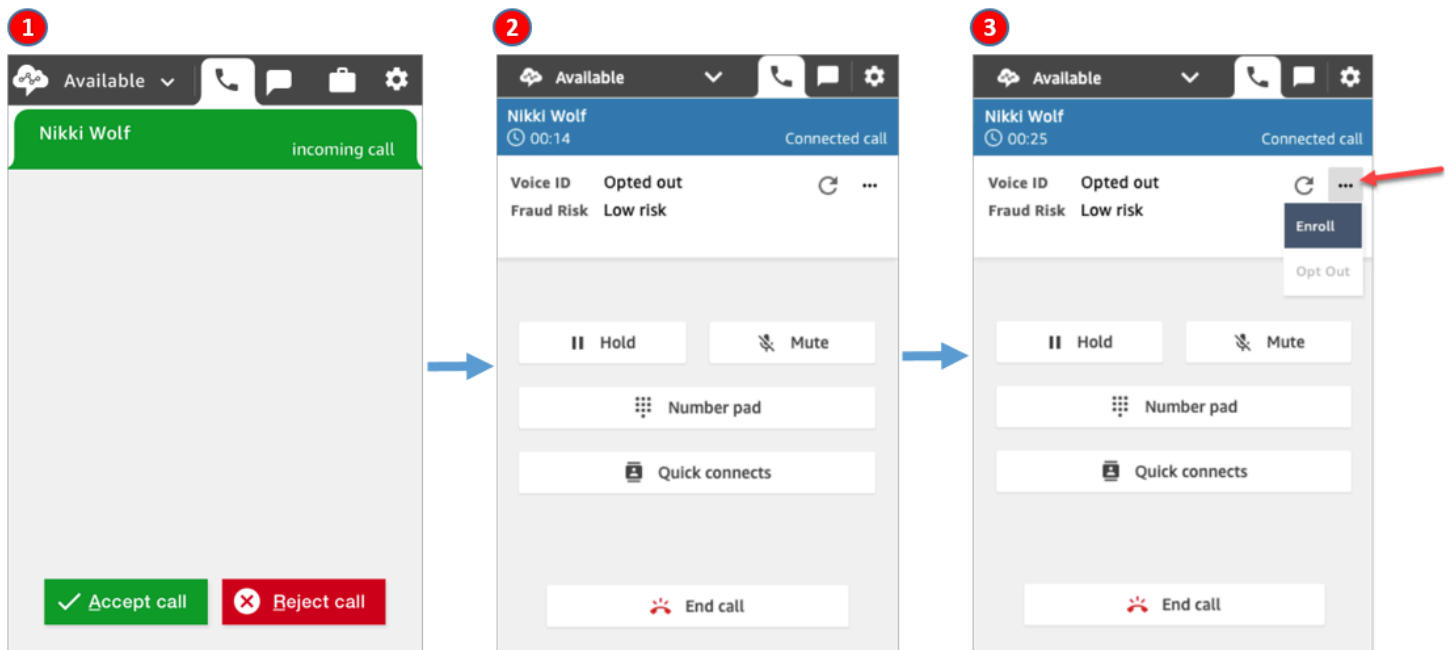 1
Available
Nikki Wolf
incoming call
Accept call
Reject call
2
Available
Nikki Wolf
00:14 Connected call
Voice ID Opted out
Fraud Risk Low risk
Hold
Mute
Number pad
Quick connects
End call
3
Available
Nikki Wolf
00:25 Connected call
Voice ID Opted out
Fraud Risk Low risk
Enroll
Opt Out
Hold
Mute
Number pad
Quick connects
End call